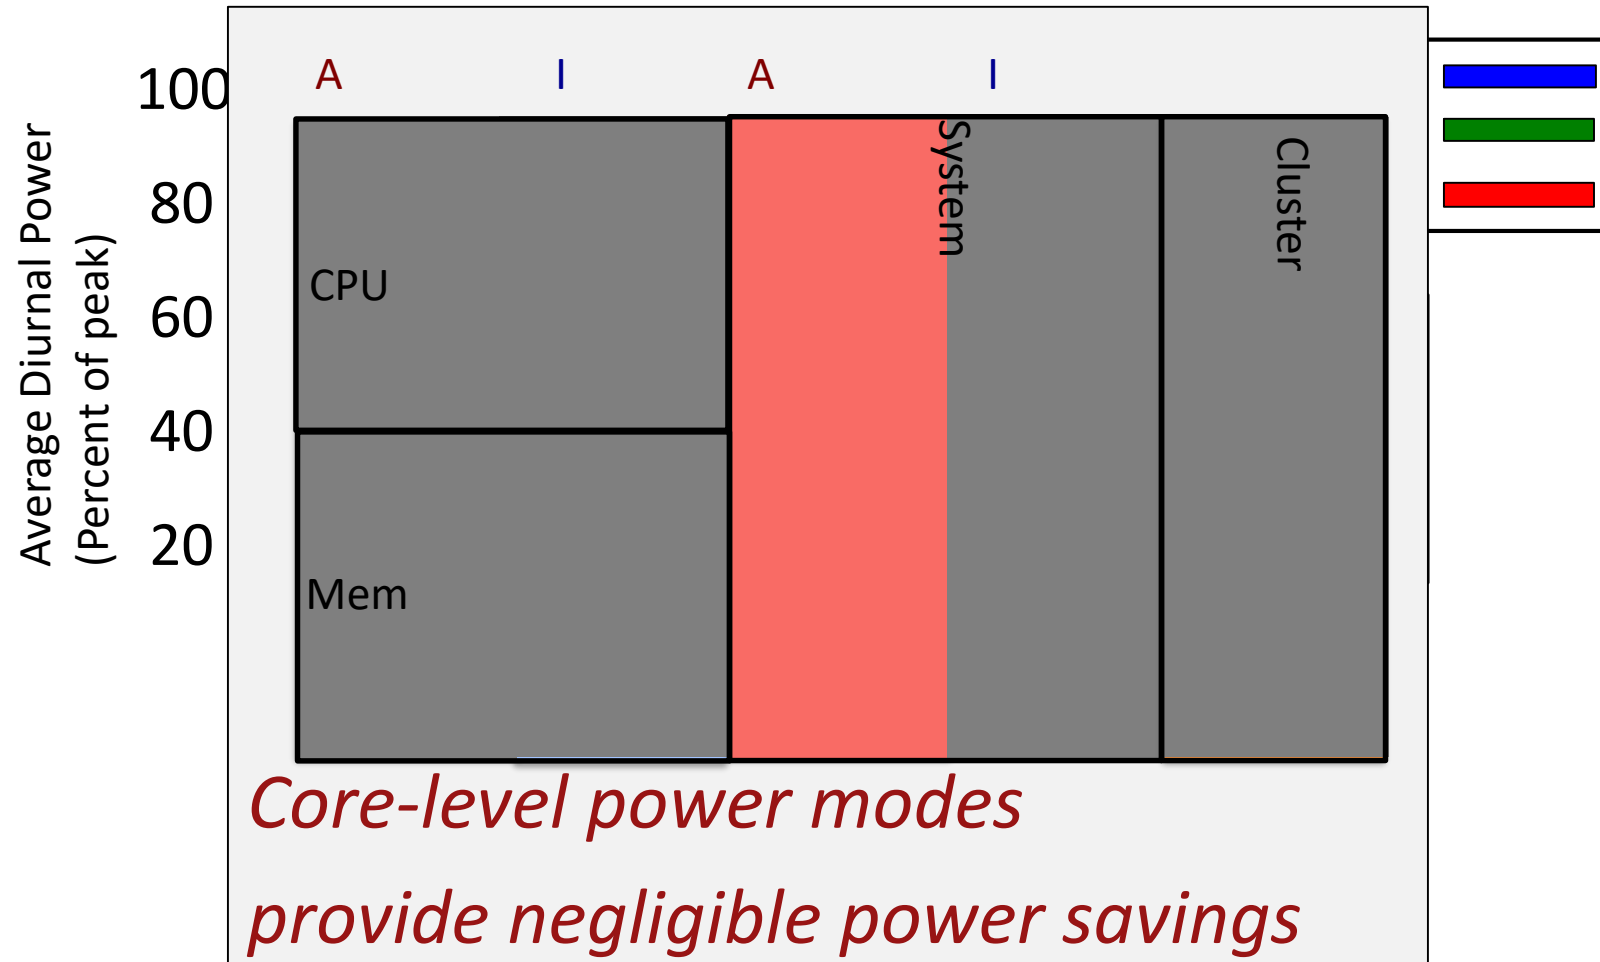 A I A I
100
80
60
40
20
Average Diurnal Power
(Percent of peak)
System
Cluster
CPU
Mem
Core-level power modes
provide negligible power savings